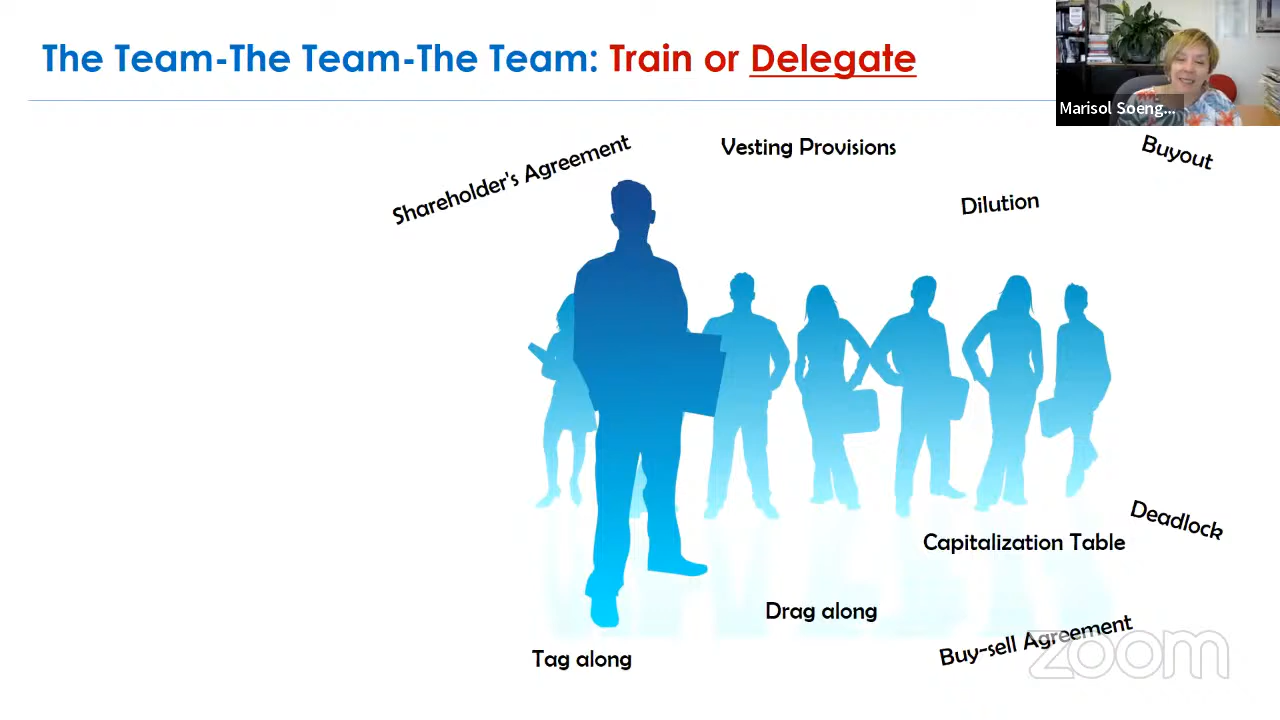 The Team-The Team-The Team: Train or Delegate
Marisol Soeng...
Shareholder's Agreement
Vesting Provisions
Buyout
Dilution
Deadlock
Capitalization Table
Drag along
Buy-sell Agreement
Tag along
zoom